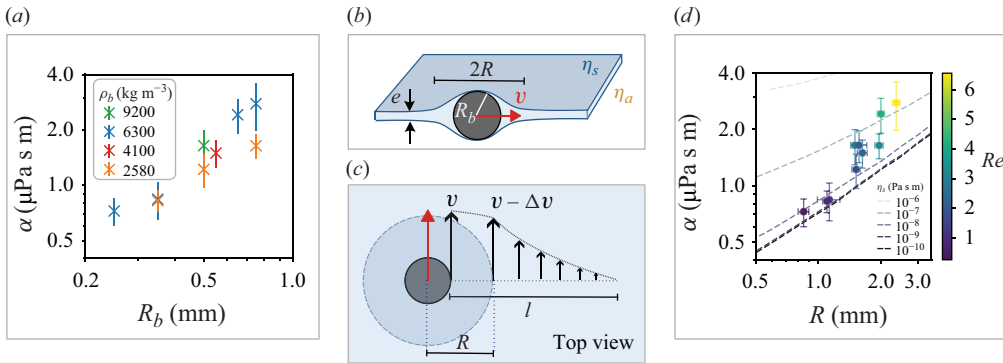 (a)
α (µPa s m)
4.0
2.0
1.0
0.5
ρb (kg m−3)
9200
6300
4100
2580
0.2
0.5
1.0
Rb (mm)
(b)
2R
ηs
ηa
e
Rb
v
(c)
v
v − Δv
l
R
Top view
(d)
α (µPa s m)
4.0
2.0
1.0
0.5
ηs (Pa s m)
10−6
10−7
10−8
10−9
10−10
0.5
1.0
2.0
3.0
R (mm)
6
5
4
3
2
1
Re